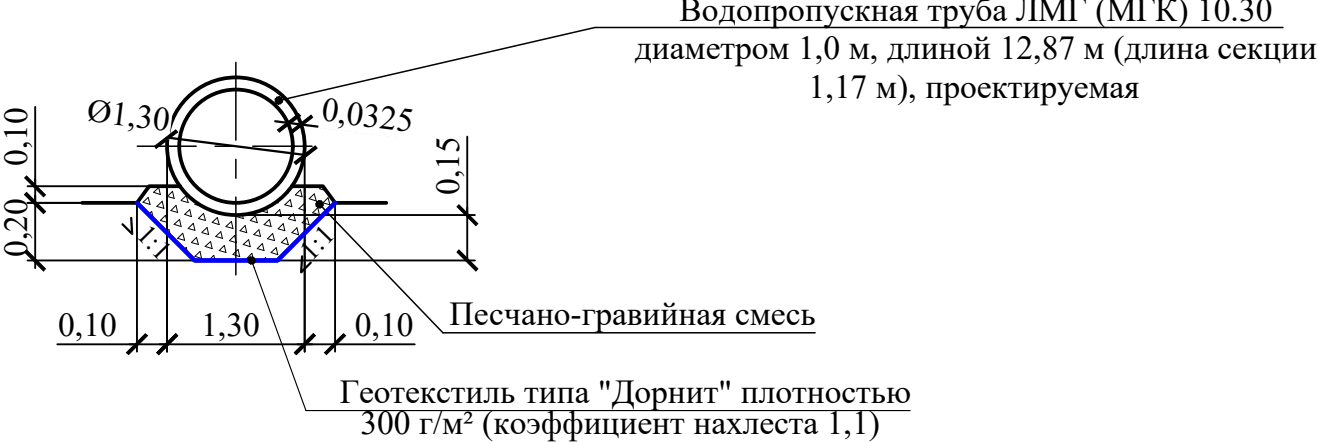 Водопропускная труба ЛМГ (МГК) 10.30
диаметром 1,0 м, длиной 12,87 м (длина секции
1,17 м), проектируемая
Ø1,30
0,0325
0,10
0,20
0,15
1:1
1:1
0,10
1,30
0,10
Песчано-гравийная смесь
Геотекстиль типа "Дорнит" плотностью
300 г/м² (коэффициент нахлеста 1,1)